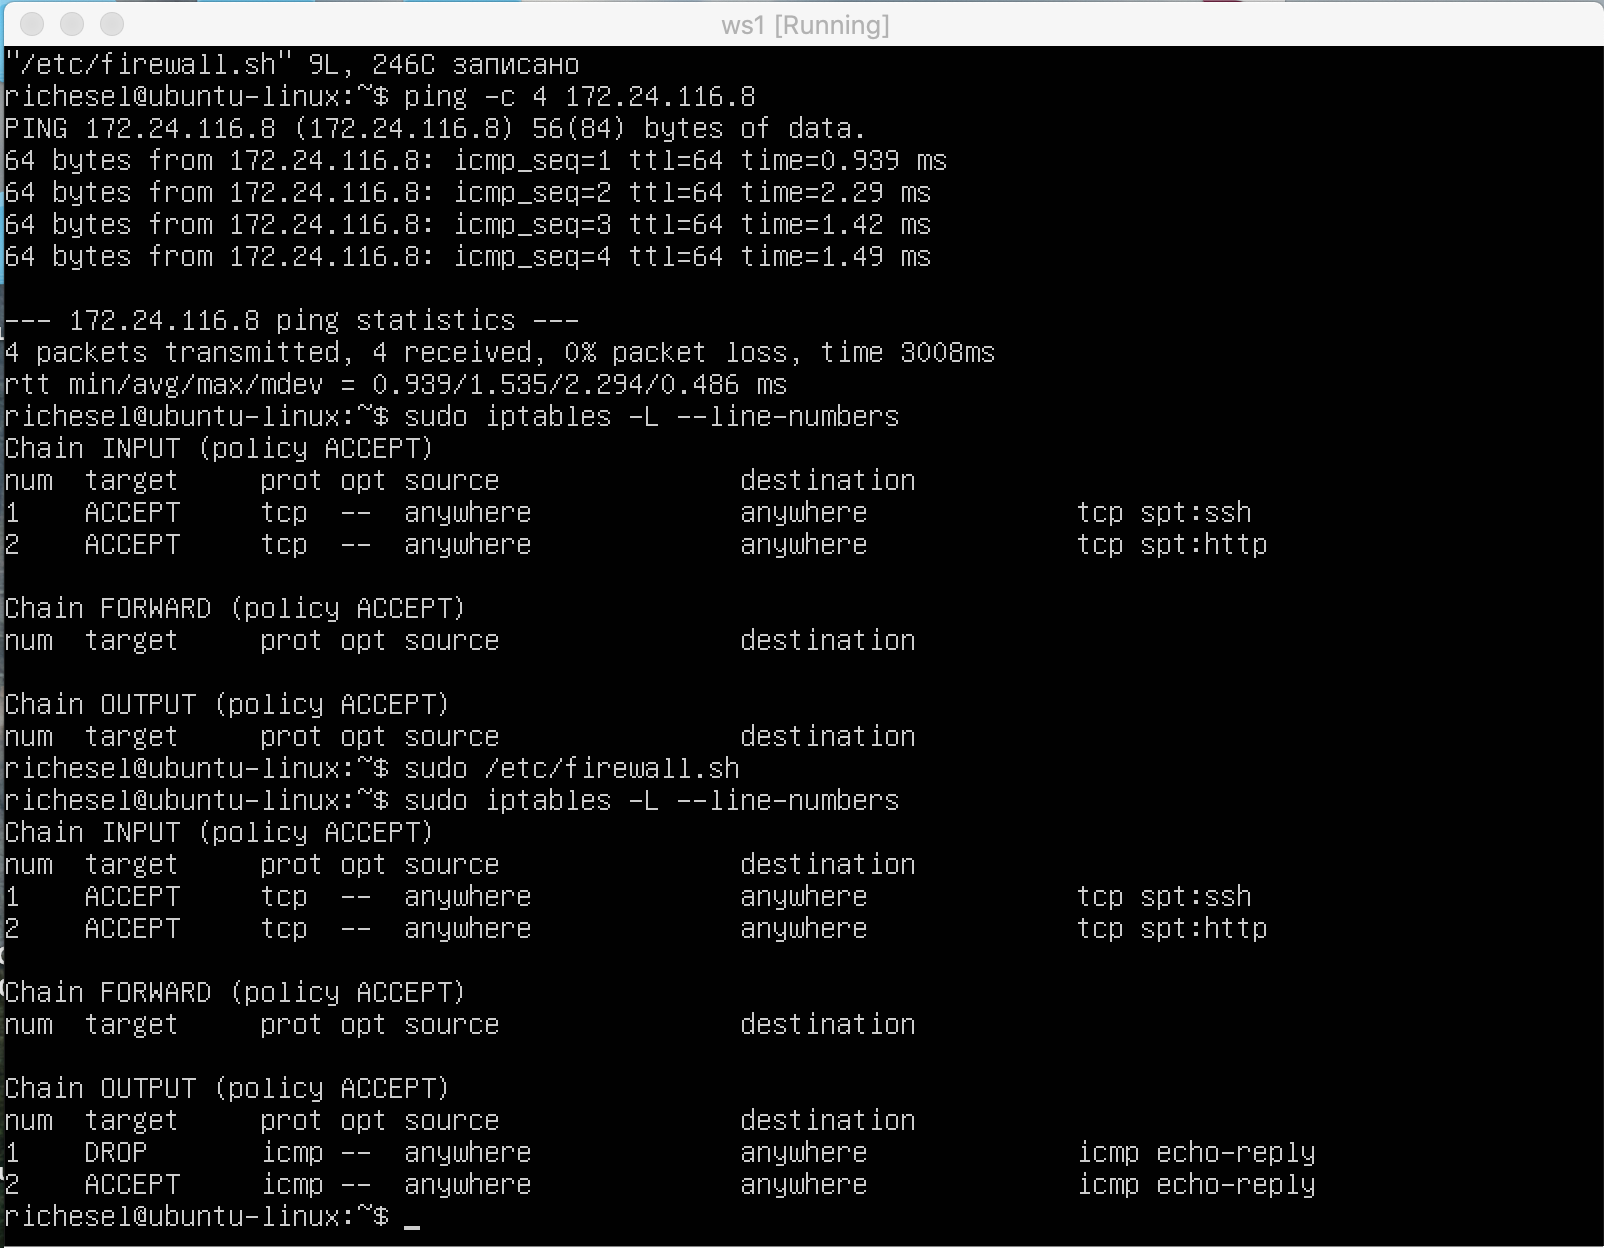 ws1 [Running]
"/etc/firewall.sh" 9L, 246C записано
richesel@ubuntu-linux:~$ ping -c 4 172.24.116.8
PING 172.24.116.8 (172.24.116.8) 56(84) bytes of data.
64 bytes from 172.24.116.8: icmp_seq=1 ttl=64 time=0.939 ms
64 bytes from 172.24.116.8: icmp_seq=2 ttl=64 time=2.29 ms
64 bytes from 172.24.116.8: icmp_seq=3 ttl=64 time=1.42 ms
64 bytes from 172.24.116.8: icmp_seq=4 ttl=64 time=1.49 ms
--- 172.24.116.8 ping statistics ---
4 packets transmitted, 4 received, 0% packet loss, time 3008ms
rtt min/avg/max/mdev = 0.939/1.535/2.294/0.486 ms
richesel@ubuntu-linux:~$ sudo iptables -L --line-numbers
Chain INPUT (policy ACCEPT)
num  target     prot opt source               destination
1    ACCEPT     tcp  --  anywhere             anywhere             tcp spt:ssh
2    ACCEPT     tcp  --  anywhere             anywhere             tcp spt:http
Chain FORWARD (policy ACCEPT)
num  target     prot opt source               destination
Chain OUTPUT (policy ACCEPT)
num  target     prot opt source               destination
richesel@ubuntu-linux:~$ sudo /etc/firewall.sh
richesel@ubuntu-linux:~$ sudo iptables -L --line-numbers
Chain INPUT (policy ACCEPT)
num  target     prot opt source               destination
1    ACCEPT     tcp  --  anywhere             anywhere             tcp spt:ssh
2    ACCEPT     tcp  --  anywhere             anywhere             tcp spt:http
Chain FORWARD (policy ACCEPT)
num  target     prot opt source               destination
Chain OUTPUT (policy ACCEPT)
num  target     prot opt source               destination
1    DROP       icmp --  anywhere             anywhere             icmp echo-reply
2    ACCEPT     icmp --  anywhere             anywhere             icmp echo-reply
richesel@ubuntu-linux:~$ _